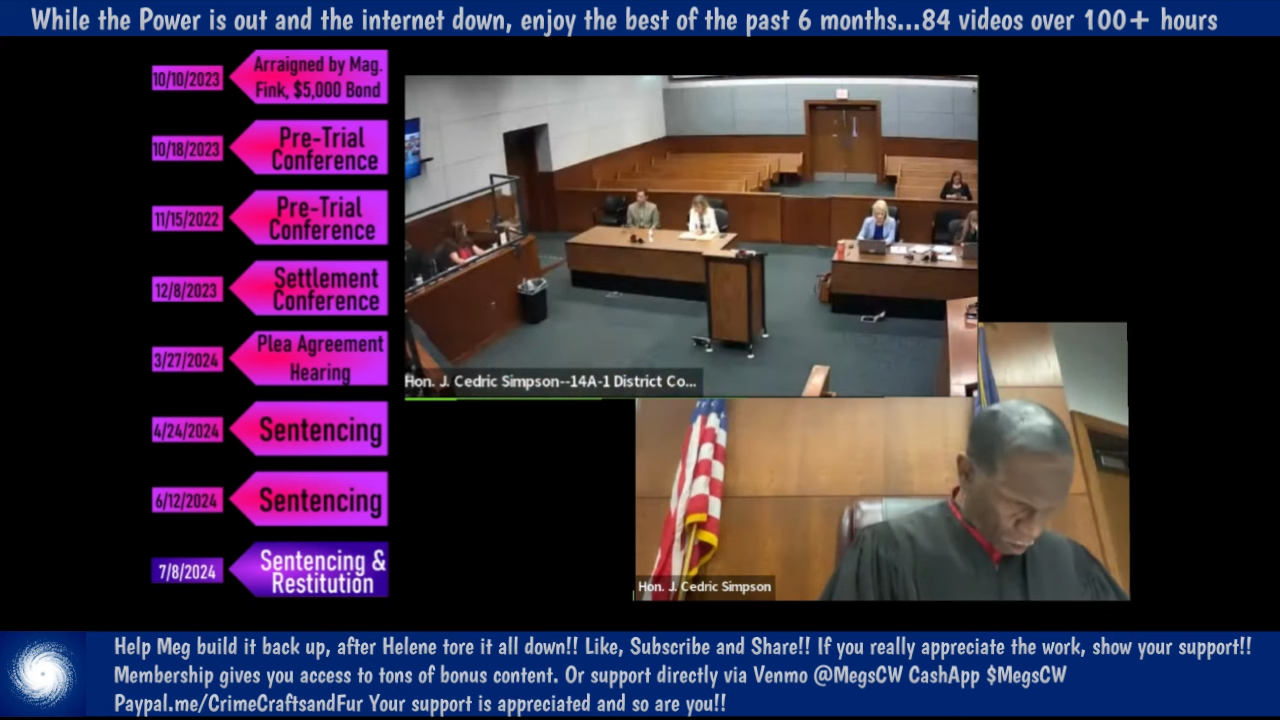 While the Power is out and the internet down, enjoy the best of the past 6 months...84 videos over 100+ hours
10/10/2023
Arraigned by Mag.
Fink, $5,000 Bond
10/18/2023
Pre-Trial
Conference
11/15/2022
Pre-Trial
Conference
12/8/2023
Settlement
Conference
3/27/2024
Plea Agreement
Hearing
4/24/2024
Sentencing
6/12/2024
Sentencing
7/8/2024
Sentencing &
Restitution
Hon. J. Cedric Simpson--14A-1 District Co...
Hon. J. Cedric Simpson
Help Meg build it back up, after Helene tore it all down!! Like, Subscribe and Share!! If you really appreciate the work, show your support!!
Membership gives you access to tons of bonus content. Or support directly via Venmo @MegsCW CashApp $MegsCW
Paypal.me/CrimeCraftsandFur Your support is appreciated and so are you!!